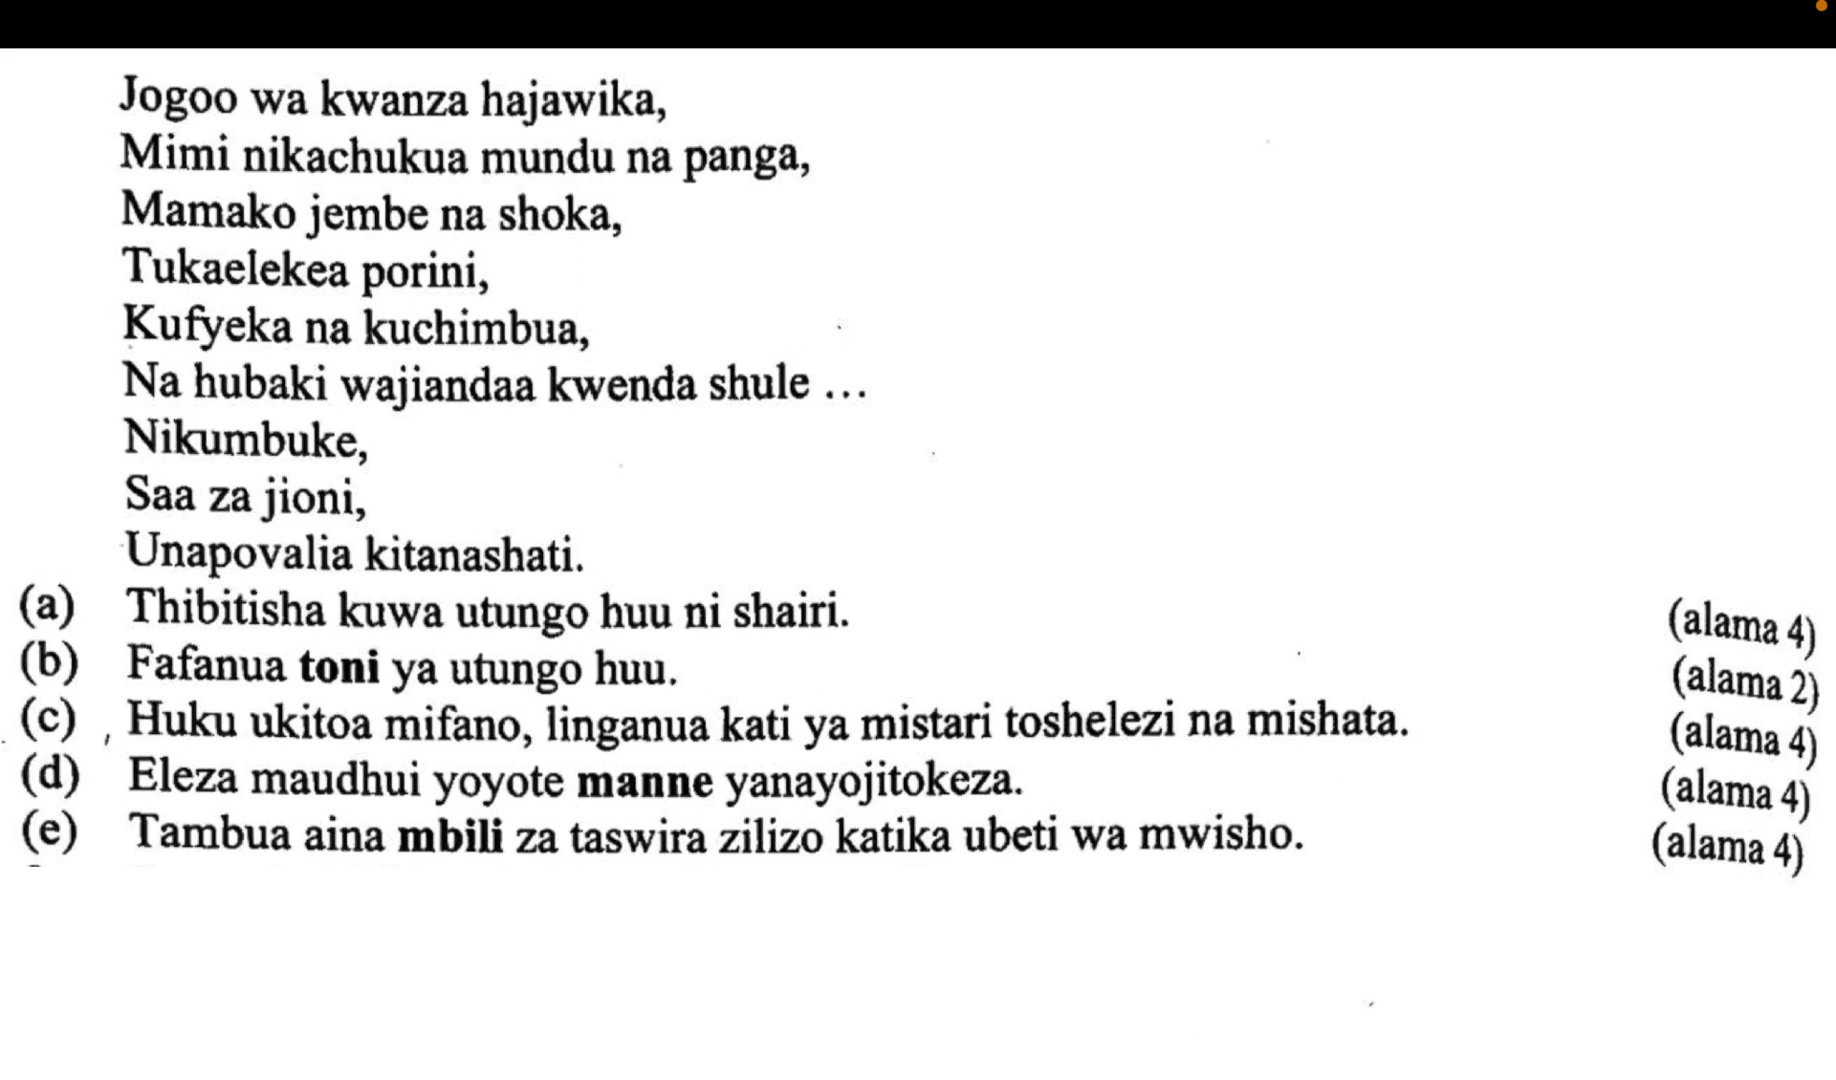 Jogoo wa kwanza hajawika,
Mimi nikachukua mundu na panga,
Mamako jembe na shoka,
Tukaelekea porini,
Kufyeka na kuchimbua,
Na hubaki wajiandaa kwenda shule ...
Nikumbuke,
Saa za jioni,
Unapovalia kitanashati.
(a) Thibitisha kuwa utungo huu ni shairi. (alama 4)
(b) Fafanua toni ya utungo huu. (alama 2)
(c) Huku ukitoa mifano, linganua kati ya mistari toshelezi na mishata. (alama 4)
(d) Eleza maudhui yoyote manne yanayojitokeza. (alama 4)
(e) Tambua aina mbili za taswira zilizo katika ubeti wa mwisho. (alama 4)